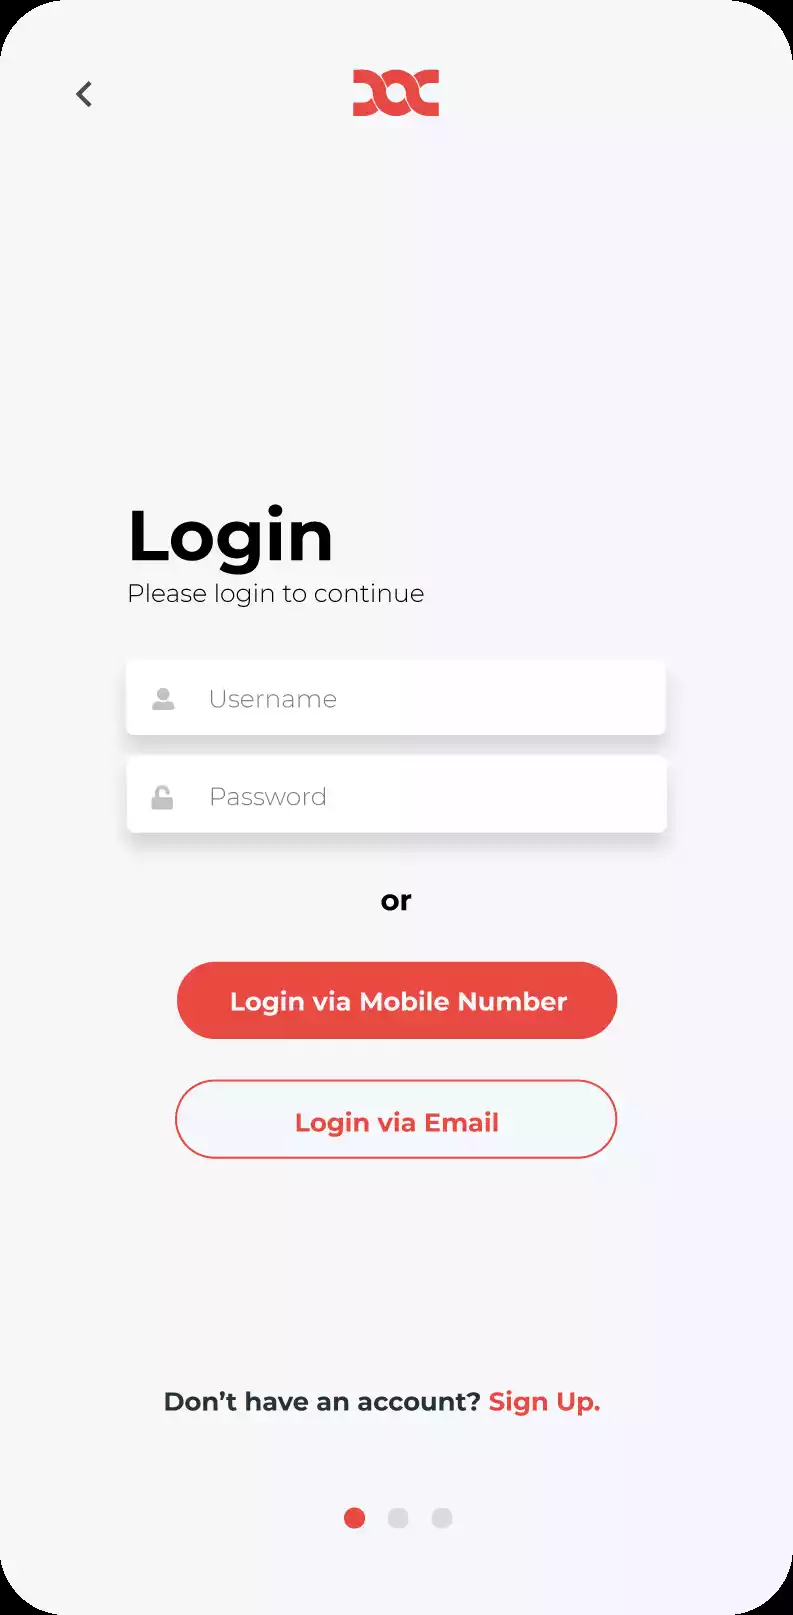 Login
Please login to continue
Username
Password
or
Login via Mobile Number
Login via Email
Don’t have an account? Sign Up.